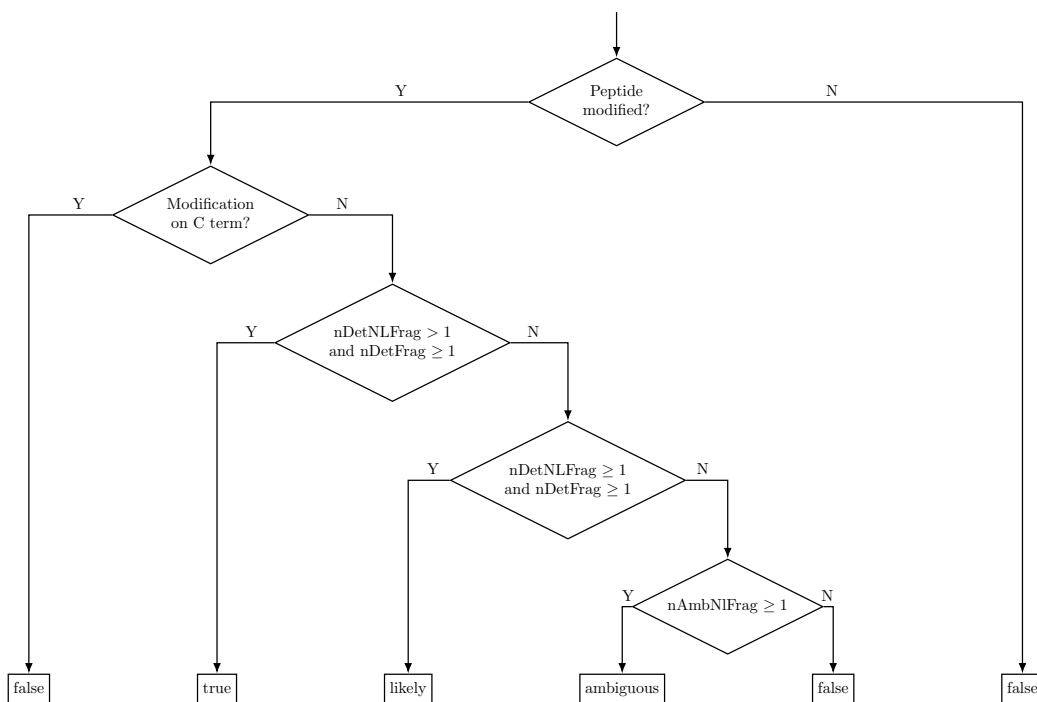 Peptide
modified?
Y
N
Modification
on C term?
Y
N
nDetNLFrag > 1
and nDetFrag ≥ 1
Y
N
nDetNLFrag ≥ 1
and nDetFrag ≥ 1
Y
N
nAmbNlFrag ≥ 1
Y
N
false
true
likely
ambiguous
false
false